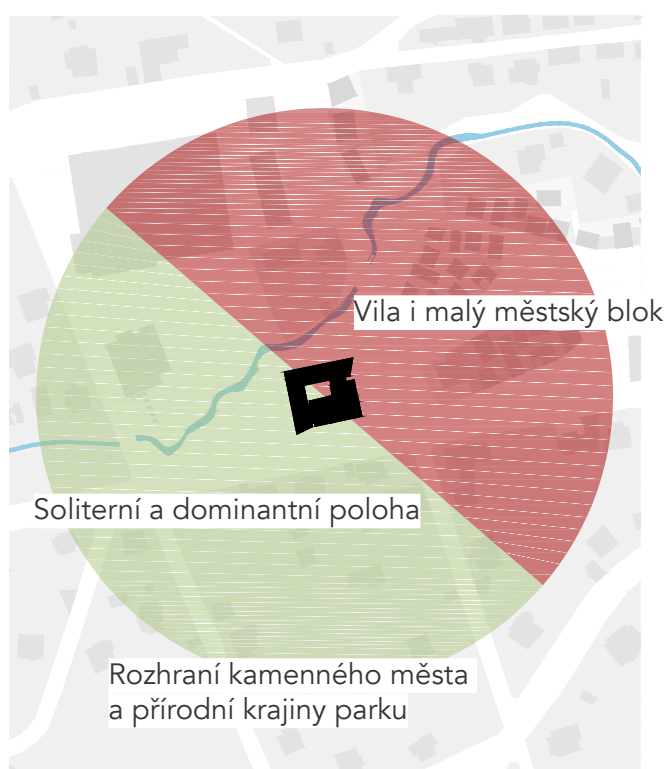 Vila i malý městský blok
Soliterní a dominantní poloha
Rozhraní kamenného města
a přírodní krajiny parku